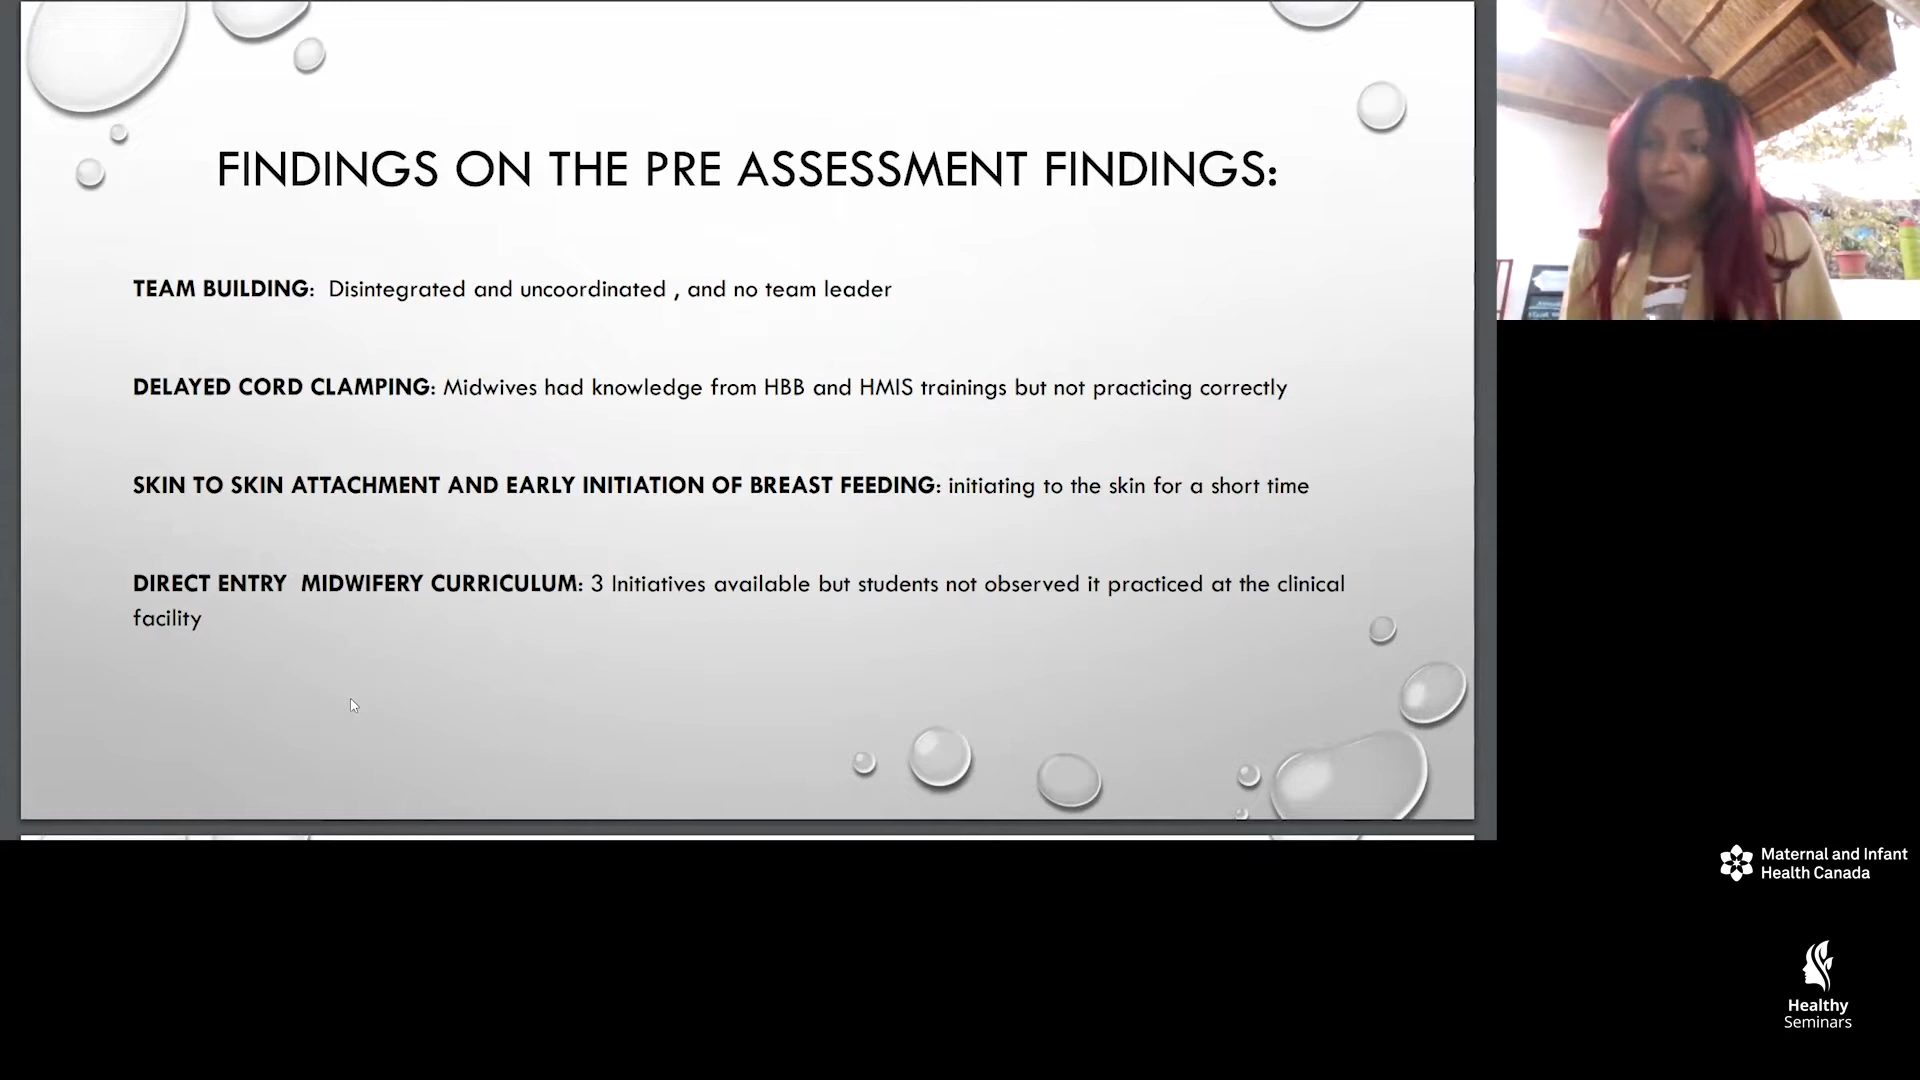 FINDINGS ON THE PRE ASSESSMENT FINDINGS:
TEAM BUILDING: Disintegrated and uncoordinated , and no team leader
DELAYED CORD CLAMPING: Midwives had knowledge from HBB and HMIS trainings but not practicing correctly
SKIN TO SKIN ATTACHMENT AND EARLY INITIATION OF BREAST FEEDING: initiating to the skin for a short time
DIRECT ENTRY MIDWIFERY CURRICULUM: 3 Initiatives available but students not observed it practiced at the clinical
facility
Maternal and Infant
Health Canada
Healthy
Seminars